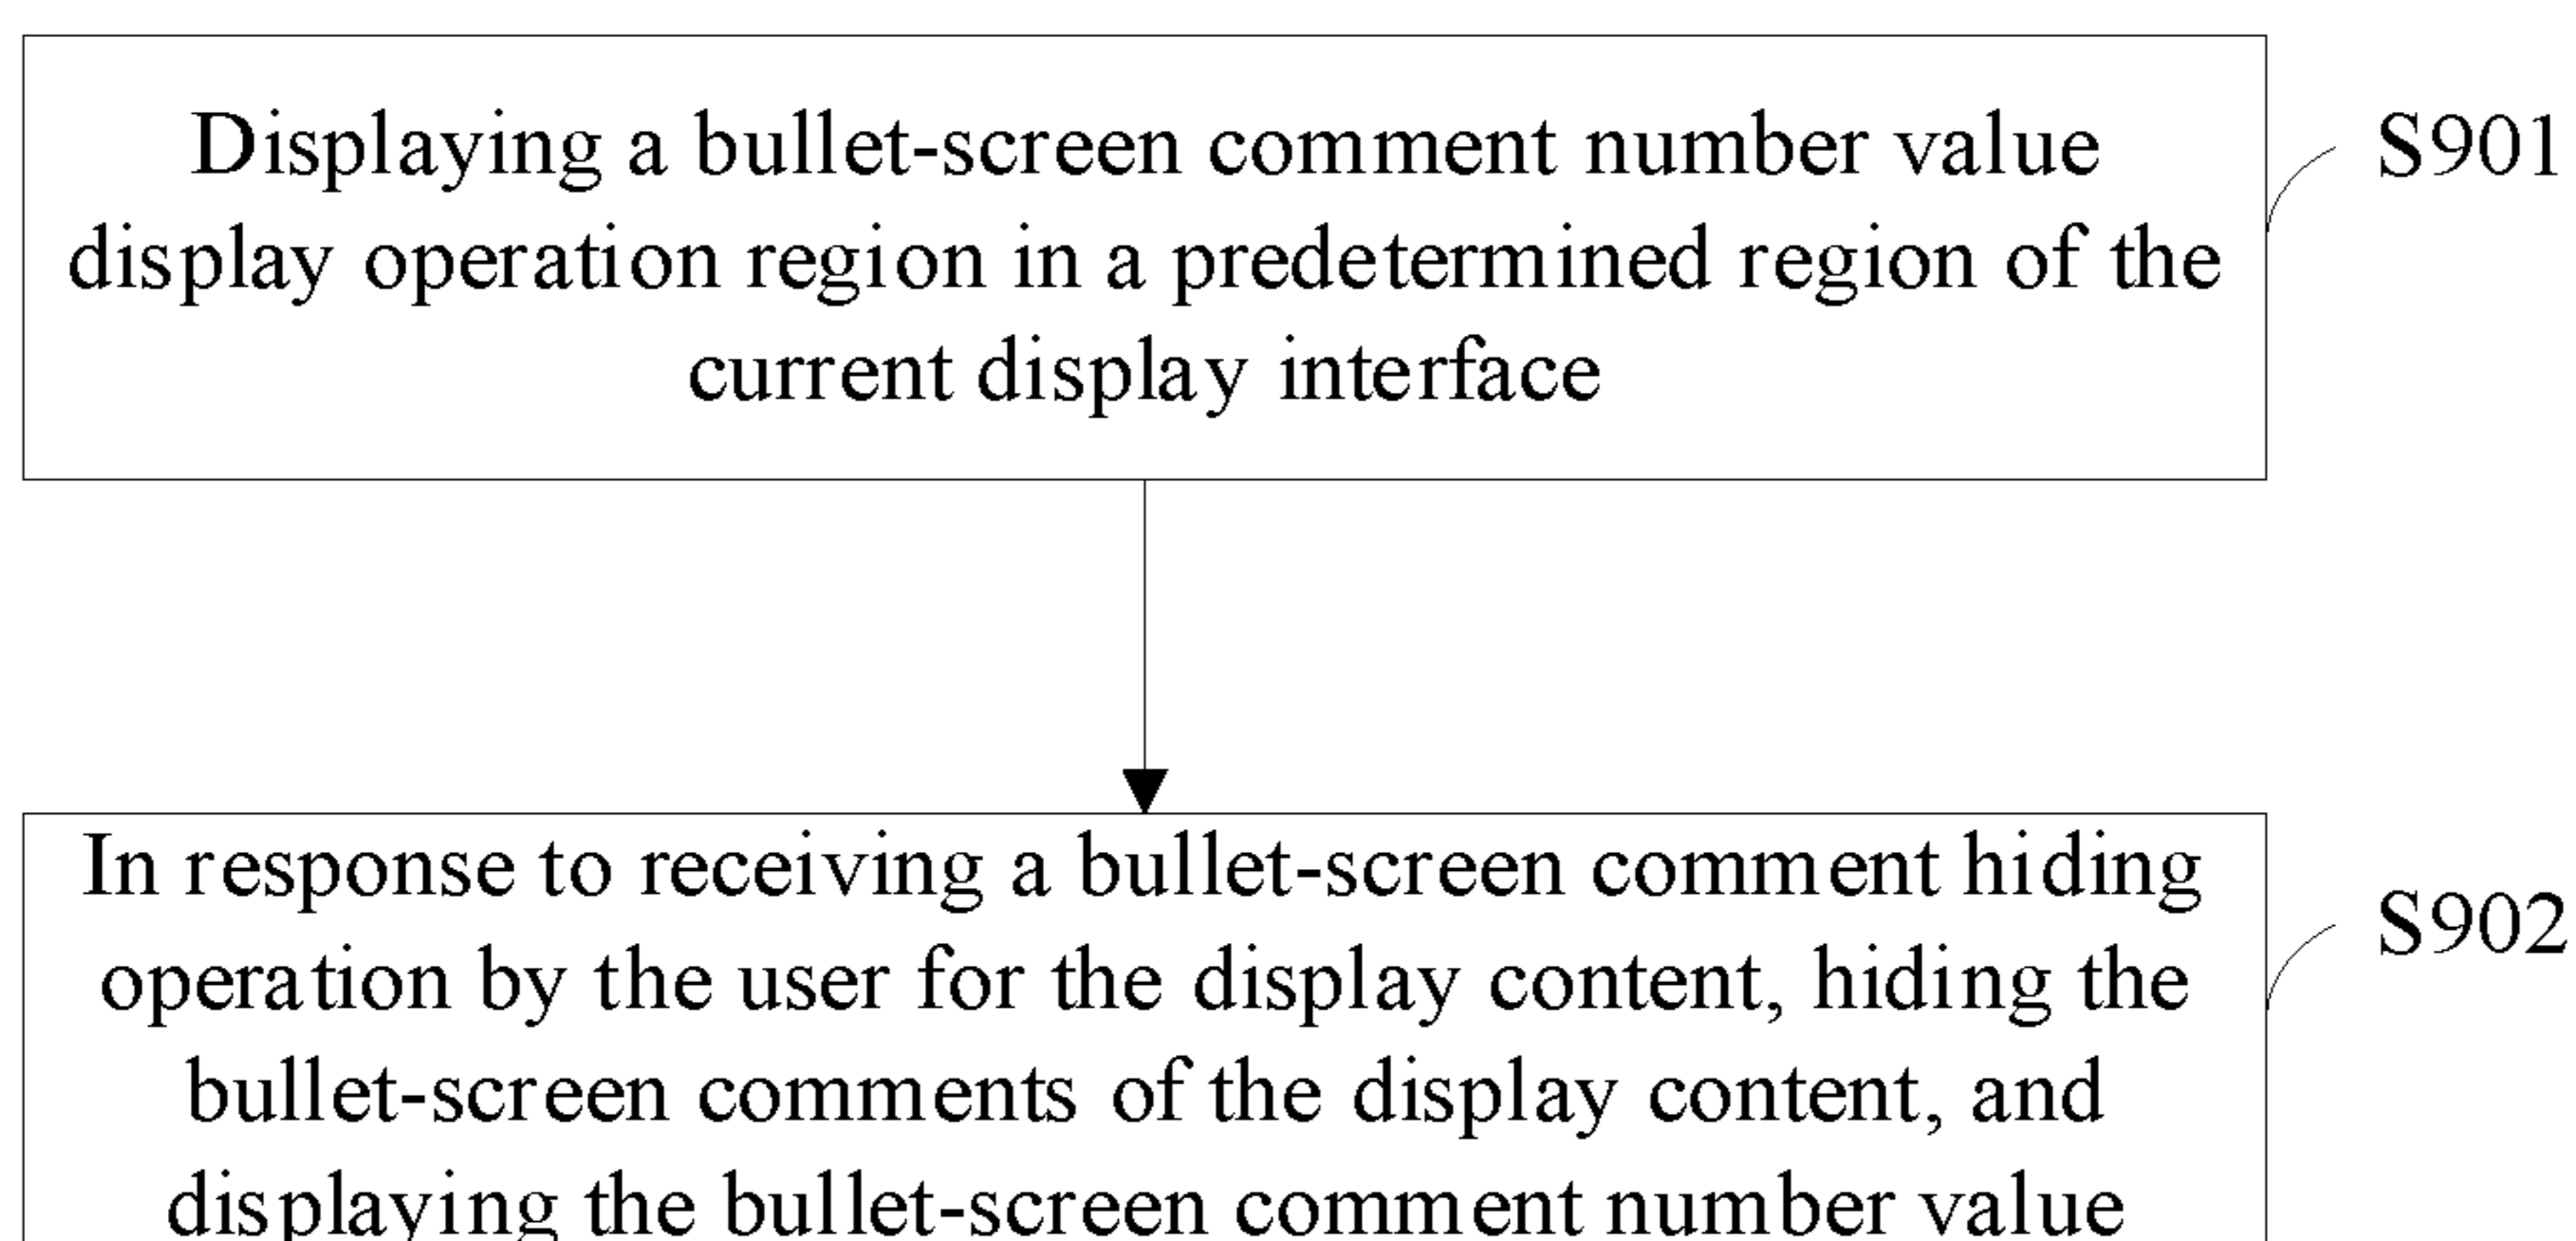 Displaying a bullet-screen comment number value
display operation region in a predetermined region of the
current display interface
S901
In response to receiving a bullet-screen comment hiding
operation by the user for the display content, hiding the
bullet-screen comments of the display content, and
displaying the bullet-screen comment number value
S902